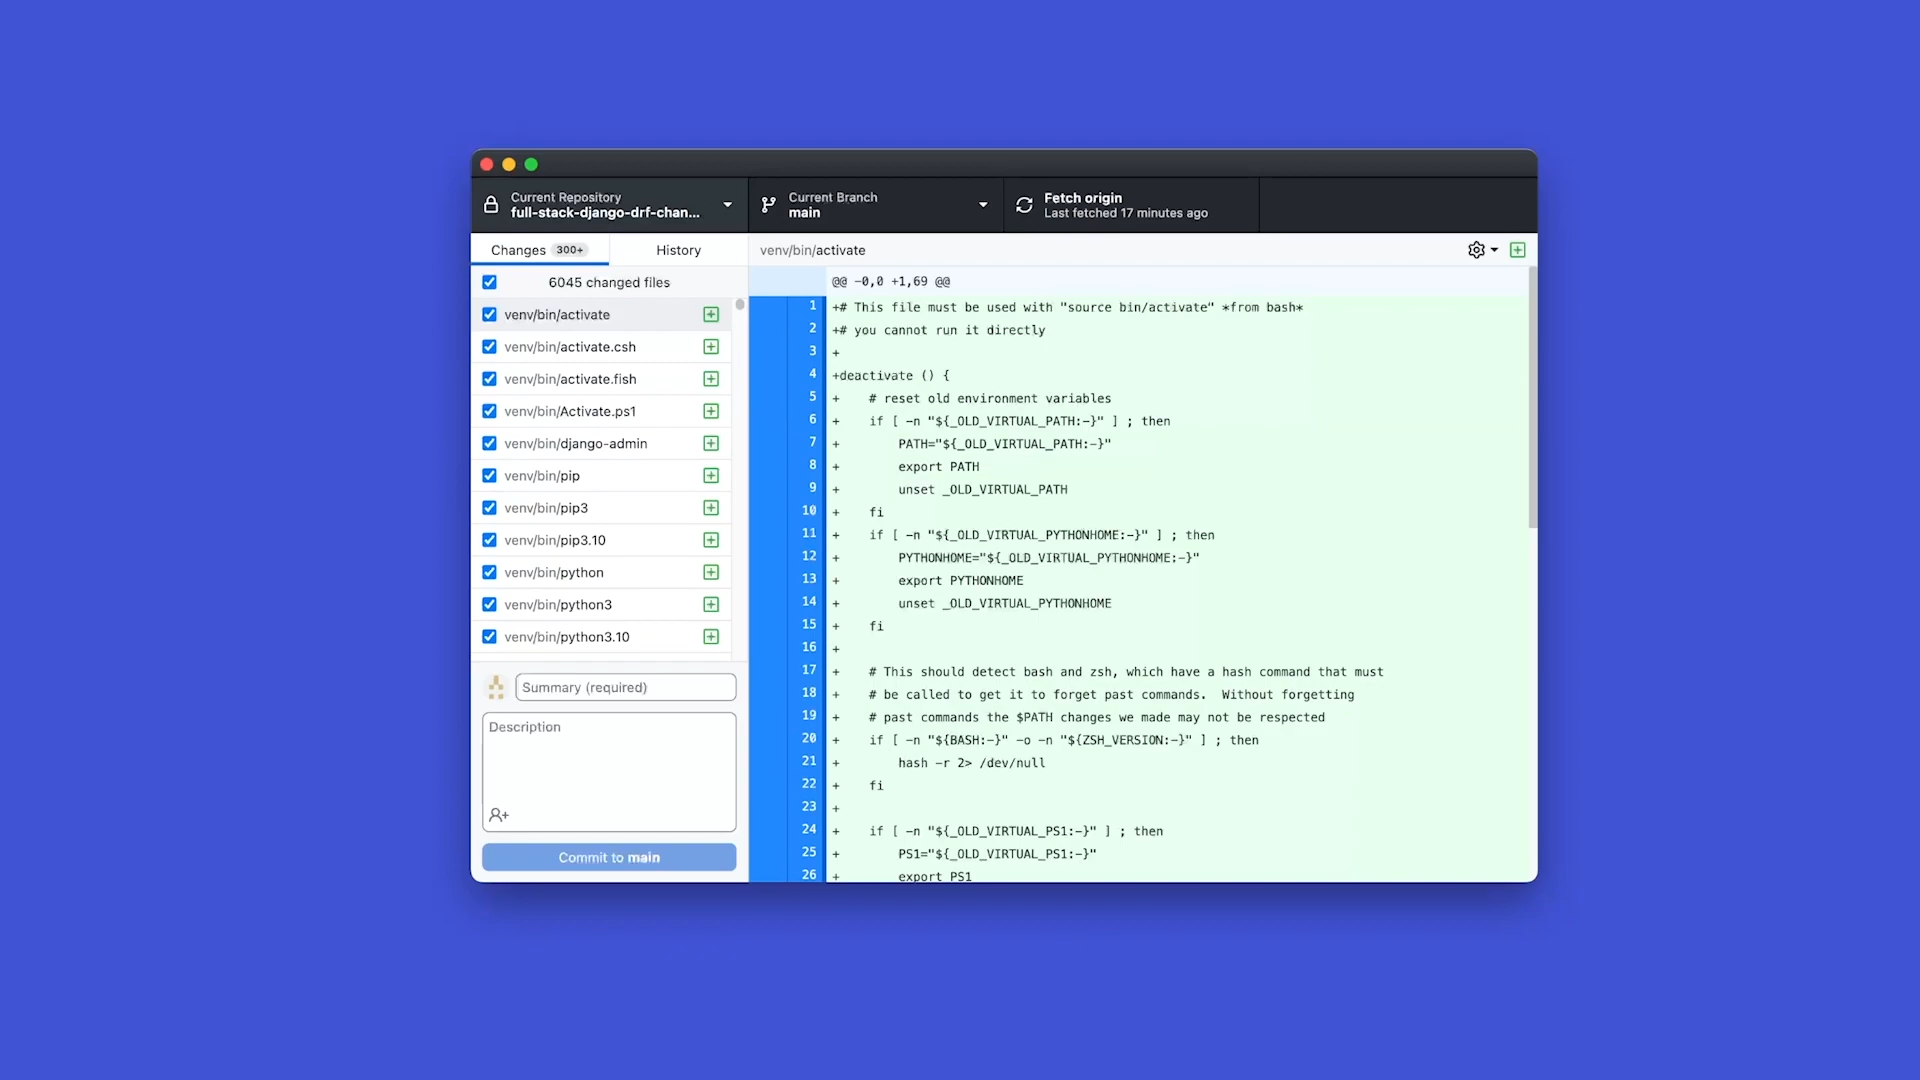 Current Repository
full-stack-django-drf-chan...
Current Branch
main
Fetch origin
Last fetched 17 minutes ago
Changes 300+
History
6045 changed files
venv/bin/activate
venv/bin/activate.csh
venv/bin/activate.fish
venv/bin/Activate.ps1
venv/bin/django-admin
venv/bin/pip
venv/bin/pip3
venv/bin/pip3.10
venv/bin/python
venv/bin/python3
venv/bin/python3.10
Summary (required)
Description
Commit to main
venv/bin/activate
@@ -0,0 +1,69 @@
1 +# This file must be used with "source bin/activate" *from bash*
2 +# you cannot run it directly
3 +
4 +deactivate () {
5 +    # reset old environment variables
6 +    if [ -n "${_OLD_VIRTUAL_PATH:-}" ] ; then
7 +        PATH="${_OLD_VIRTUAL_PATH:-}"
8 +        export PATH
9 +        unset _OLD_VIRTUAL_PATH
10 +    fi
11 +    if [ -n "${_OLD_VIRTUAL_PYTHONHOME:-}" ] ; then
12 +        PYTHONHOME="${_OLD_VIRTUAL_PYTHONHOME:-}"
13 +        export PYTHONHOME
14 +        unset _OLD_VIRTUAL_PYTHONHOME
15 +    fi
16 +
17 +    # This should detect bash and zsh, which have a hash command that must
18 +    # be called to get it to forget past commands.  Without forgetting
19 +    # past commands the $PATH changes we made may not be respected
20 +    if [ -n "${BASH:-}" -o -n "${ZSH_VERSION:-}" ] ; then
21 +        hash -r 2> /dev/null
22 +    fi
23 +
24 +    if [ -n "${_OLD_VIRTUAL_PS1:-}" ] ; then
25 +        PS1="${_OLD_VIRTUAL_PS1:-}"
26 +        export PS1